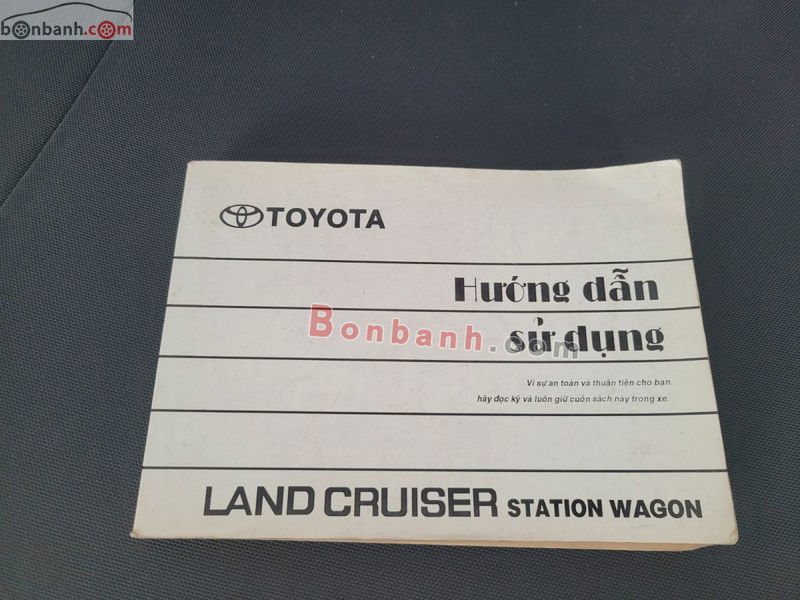 bonbanh.com
TOYOTA
Hướng dẫn
Bonbanh.com
sử dụng
Vì sự an toàn và thuận tiện cho bạn.
hãy đọc kỹ và luôn giữ cuốn sách này trong xe.
LAND CRUISER STATION WAGON